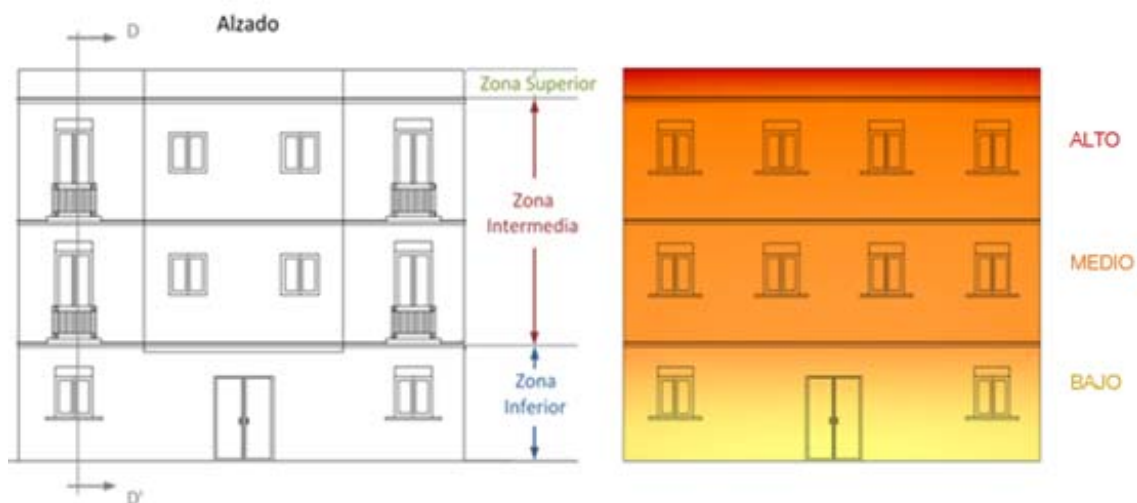 D
Alzado
Zona Superior
Zona
Intermedia
Zona
Inferior
D'
ALTO
MEDIO
BAJO